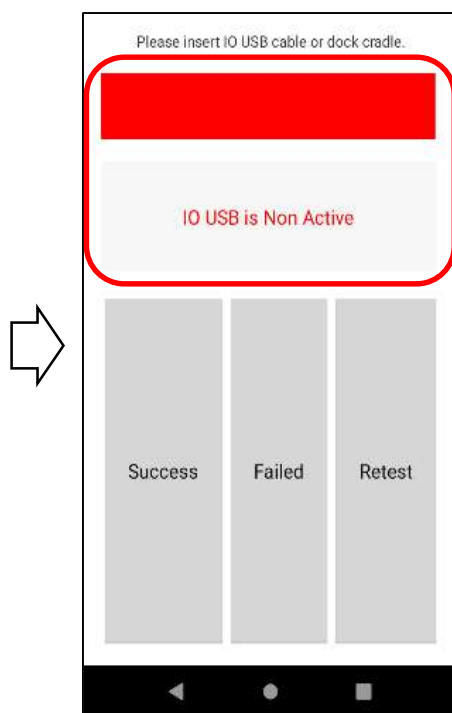 Please insert IO USB cable or dock cradle.
IO USB is Non Active
Success
Failed
Retest